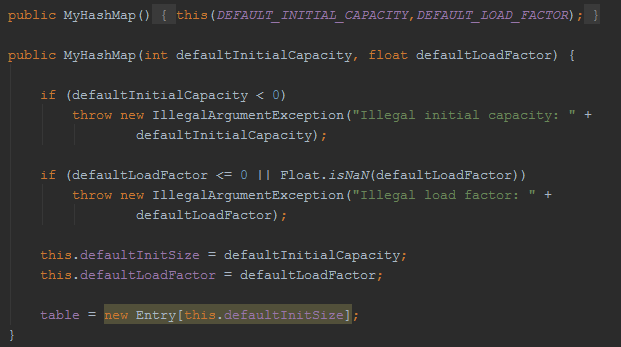 public MyHashMap() { this(DEFAULT_INITIAL_CAPACITY,DEFAULT_LOAD_FACTOR); }
public MyHashMap(int defaultInitialCapacity, float defaultLoadFactor) {
if (defaultInitialCapacity < 0)
throw new IllegalArgumentException("Illegal initial capacity: " +
defaultInitialCapacity);
if (defaultLoadFactor <= 0 || Float.isNaN(defaultLoadFactor))
throw new IllegalArgumentException("Illegal load factor: " +
defaultLoadFactor);
this.defaultInitSize = defaultInitialCapacity;
this.defaultLoadFactor = defaultLoadFactor;
table = new Entry[this.defaultInitSize];
}